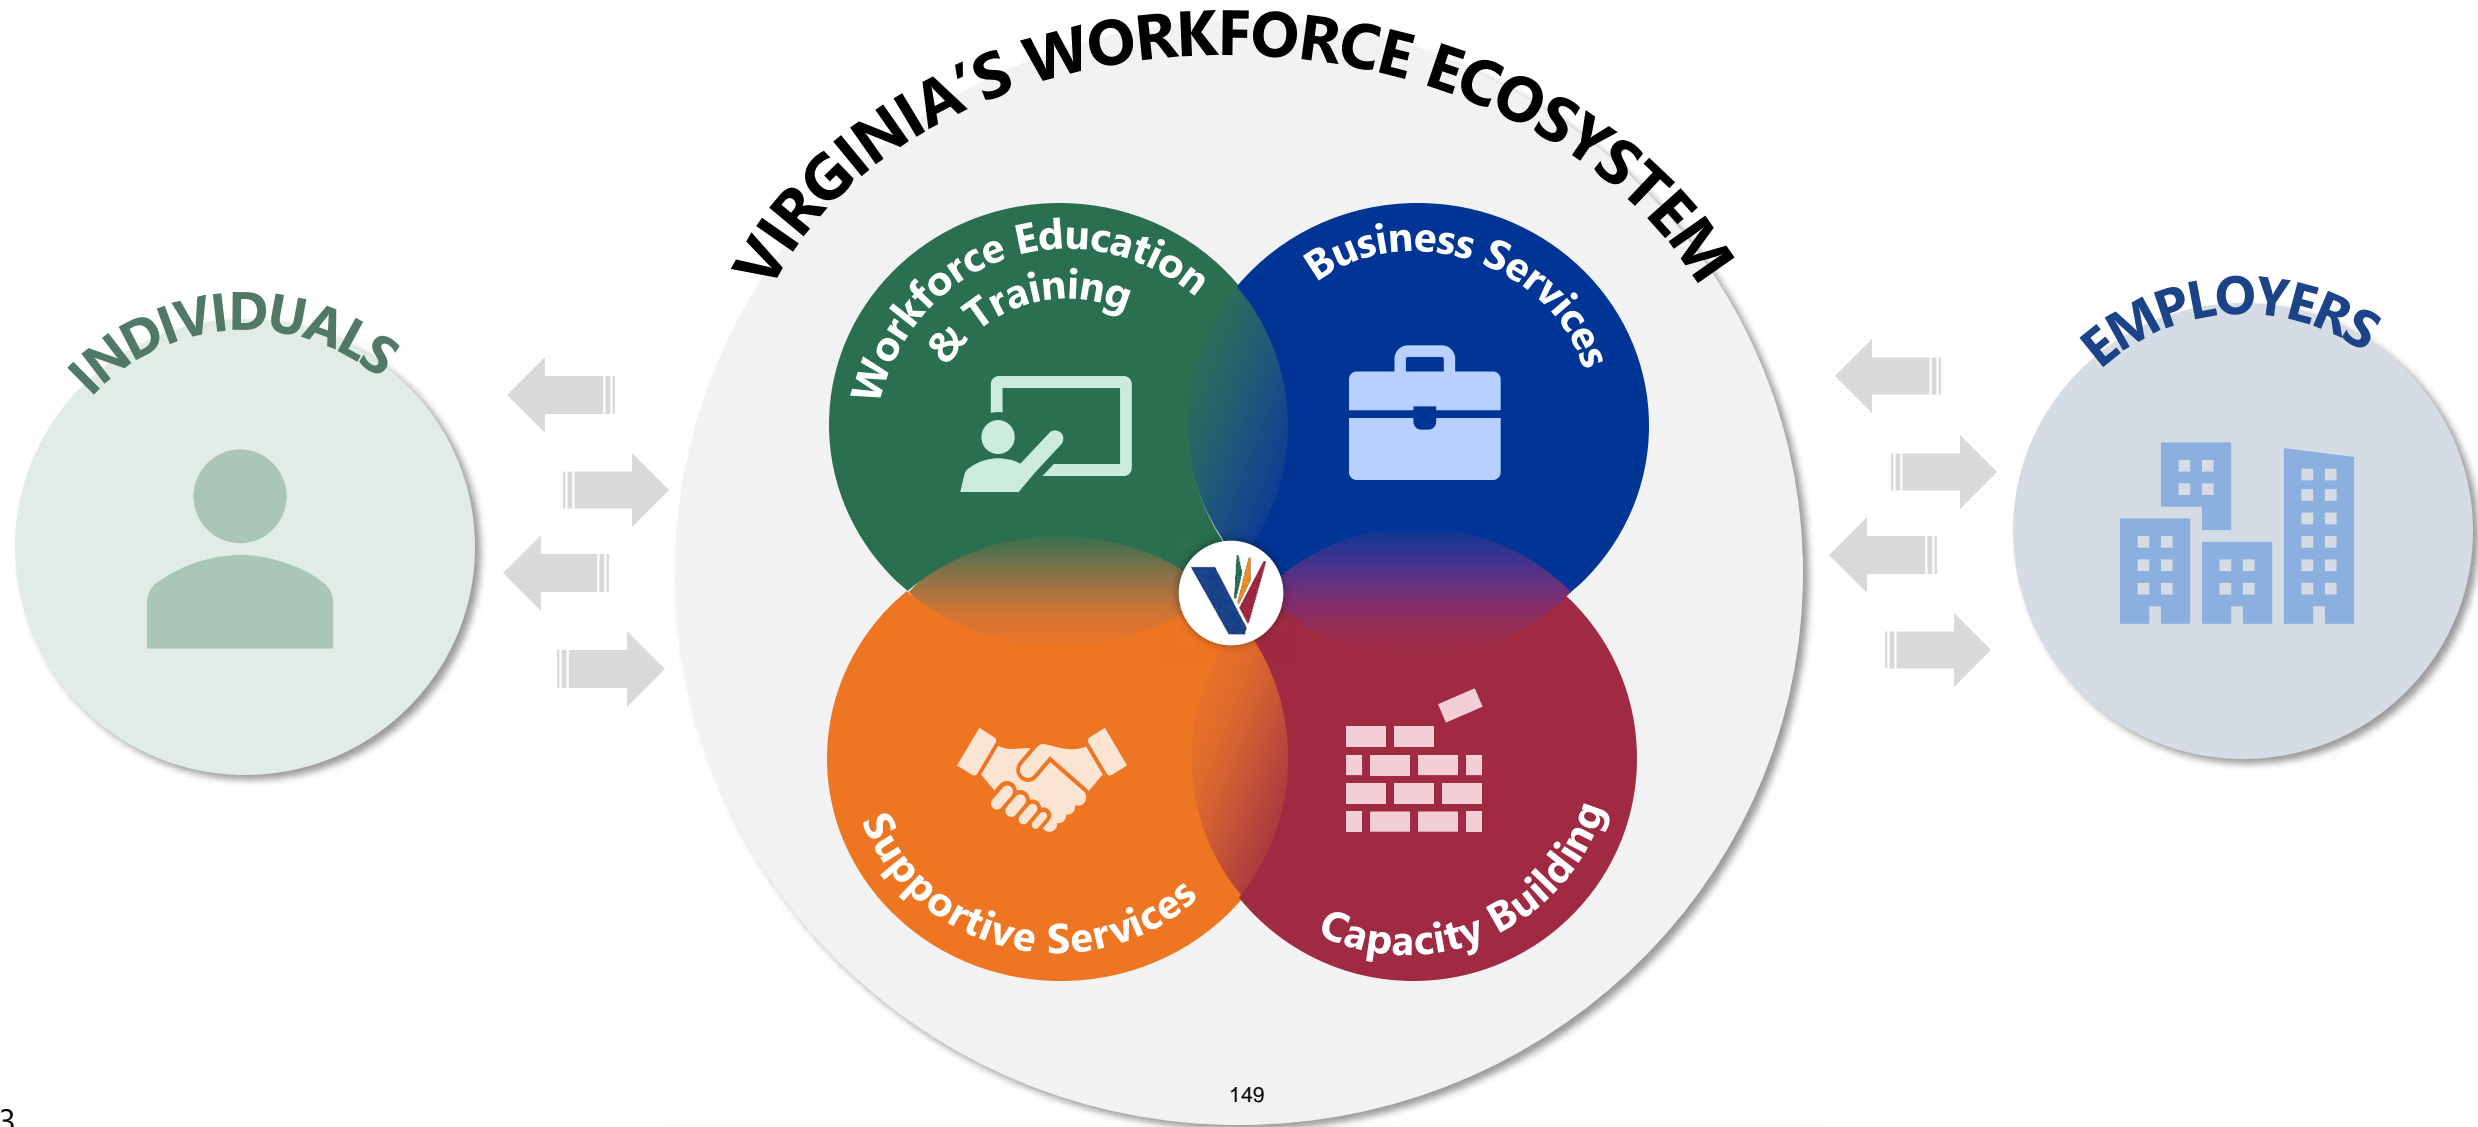 VIRGINIA’S WORKFORCE ECOSYSTEM
INDIVIDUALS
Workforce Education
& Training
Business Services
EMPLOYERS
Supportive Services
Capacity Building
149
3